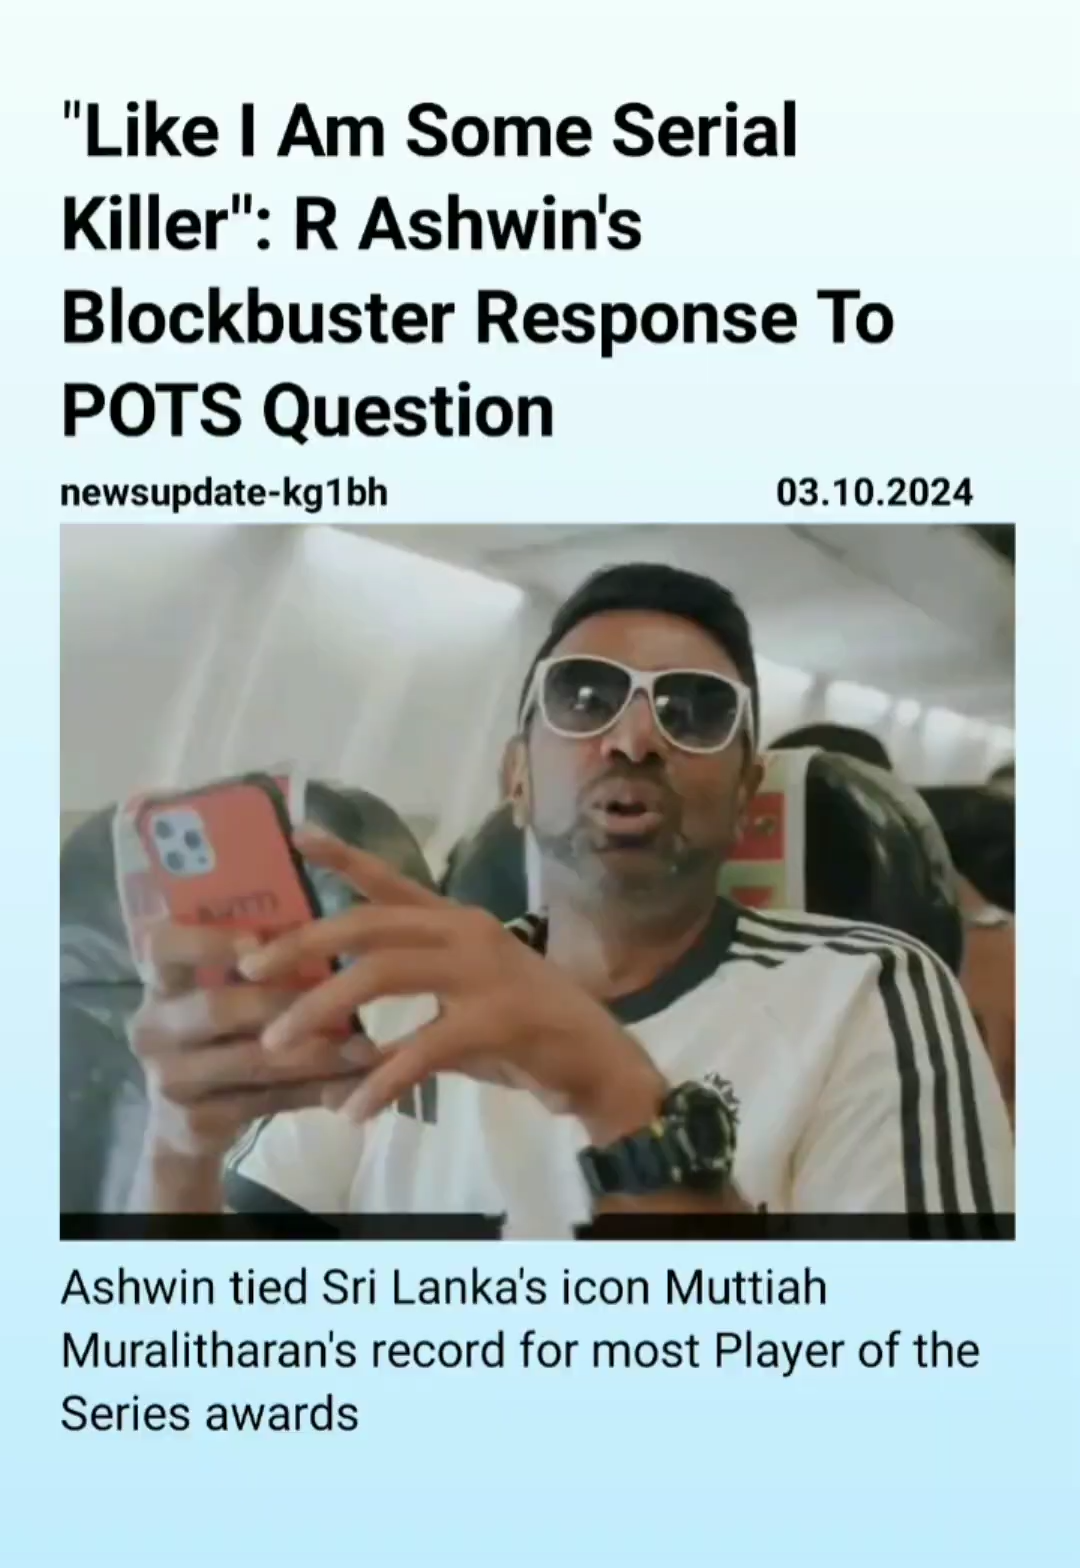 "Like I Am Some Serial
Killer": R Ashwin's
Blockbuster Response To
POTS Question
newsupdate-kg1bh 03.10.2024
Ashwin tied Sri Lanka's icon Muttiah
Muralitharan's record for most Player of the
Series awards